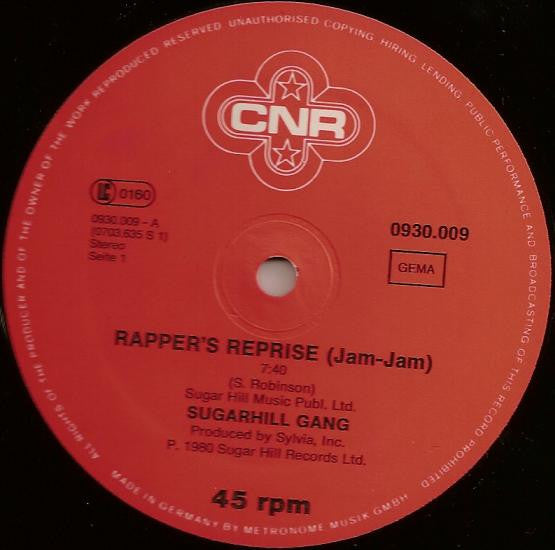 ALL RIGHTS OF THE PRODUCER AND OF THE OWNER OF THE WORK REPRODUCED RESERVED UNAUTHORISED COPYING, HIRING, LENDING, PUBLIC PERFORMANCE AND BROADCASTING OF THIS RECORD PROHIBITED
CNR
LC 0160
0930.009 - A
(0703.635 S 1)
Stereo
Seite 1
0930.009
GEMA
RAPPER'S REPRISE (Jam-Jam)
7:40
(S. Robinson)
Sugar Hill Music Publ. Ltd.
SUGARHILL GANG
Produced by Sylvia, Inc.
P. 1980 Sugar Hill Records Ltd.
45 rpm
MADE IN GERMANY BY METRONOME MUSIK GMBH